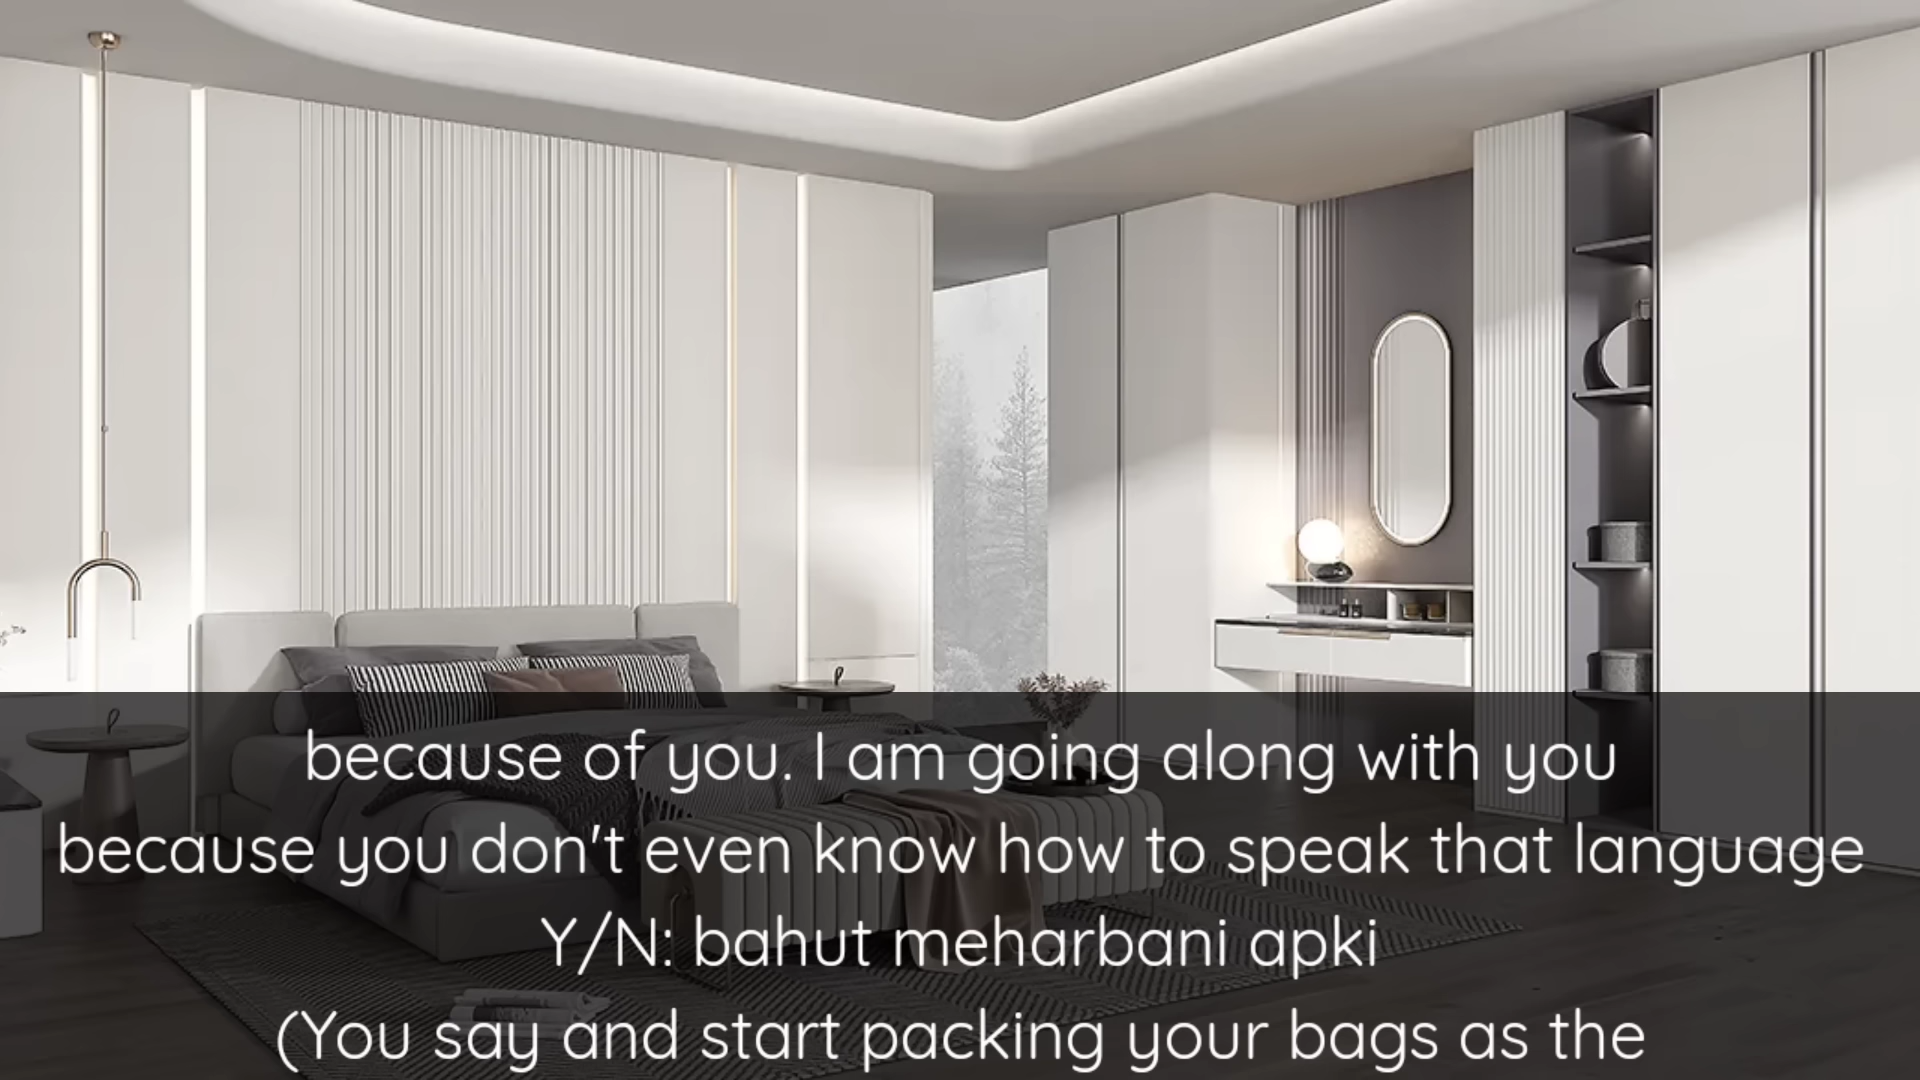 because of you. I am going along with you
because you don't even know how to speak that language
Y/N: bahut meharbani apki
(You say and start packing your bags as the